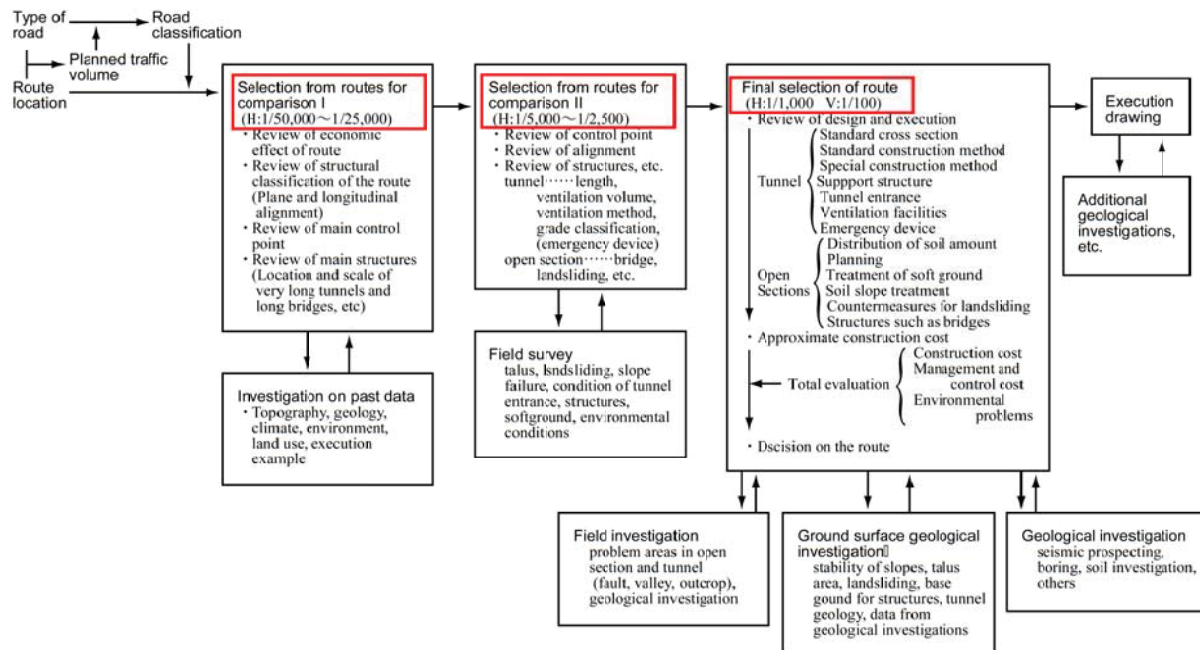 Type of
road
Road
classification
Planned traffic
volume
Route
location
Selection from routes for
comparison I
(H:1/50,000～1/25,000)
・Review of economic
effect of route
・Review of structural
classification of the route
(Plane and longitudinal
alignment)
・Review of main control
point
・Review of main structures
(Location and scale of
very long tunnels and
long bridges, etc)
Investigation on past data
・Topography, geology,
climate, environment,
land use, execution
example
Selection from routes for
comparison II
(H:1/5,000～1/2,500)
・Review of control point
・Review of alignment
・Review of structures, etc.
tunnel⋯⋯length,
ventilation volume,
ventilation method,
grade classification,
(emergency device)
open section⋯⋯bridge,
landsliding, etc.
Field survey
talus, landsliding, slope
failure, condition of tunnel
entrance, structures,
softground, environmental
conditions
Final selection of route
(H:1/1,000 V:1/100)
・Review of design and execution
Tunnel
Standard cross section
Standard construction method
Special construction method
Suppport structure
Tunnel entrance
Ventilation facilities
Emergency device
Open
Sections
Distribution of soil amount
Planning
Treatment of soft ground
Soil slope treatment
Countermeasures for landsliding
Structures such as bridges
・Approximate construction cost
Total evaluation
Construction cost
Management and
control cost
Environmental
problems
・Dscision on the route
Field investigation
problem areas in open
section and tunnel
(fault, valley, outcrop),
geological investigation
Ground surface geological
investigation
stability of slopes, talus
area, landsliding, base
gound for structures, tunnel
geology, data from
geological investigations
Geological investigation
seismic prospecting,
boring, soil investigation,
others
Execution
drawing
Additional
geological
investigations,
etc.